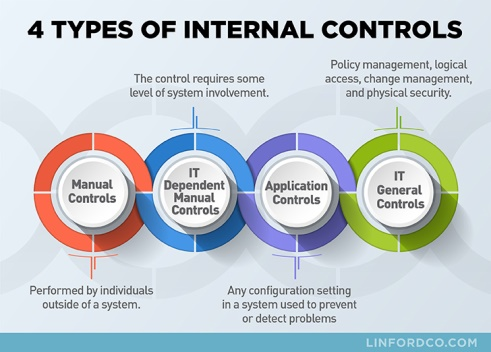 4 TYPES OF INTERNAL CONTROLS
The control requires some
level of system involvement.
Policy management, logical
access, change management,
and physical security.
Manual
Controls
IT
Dependent
Manual
Controls
Application
Controls
IT
General
Controls
Performed by individuals
outside of a system.
Any configuration setting
in a system used to prevent
or detect problems
LINFORDCO.COM